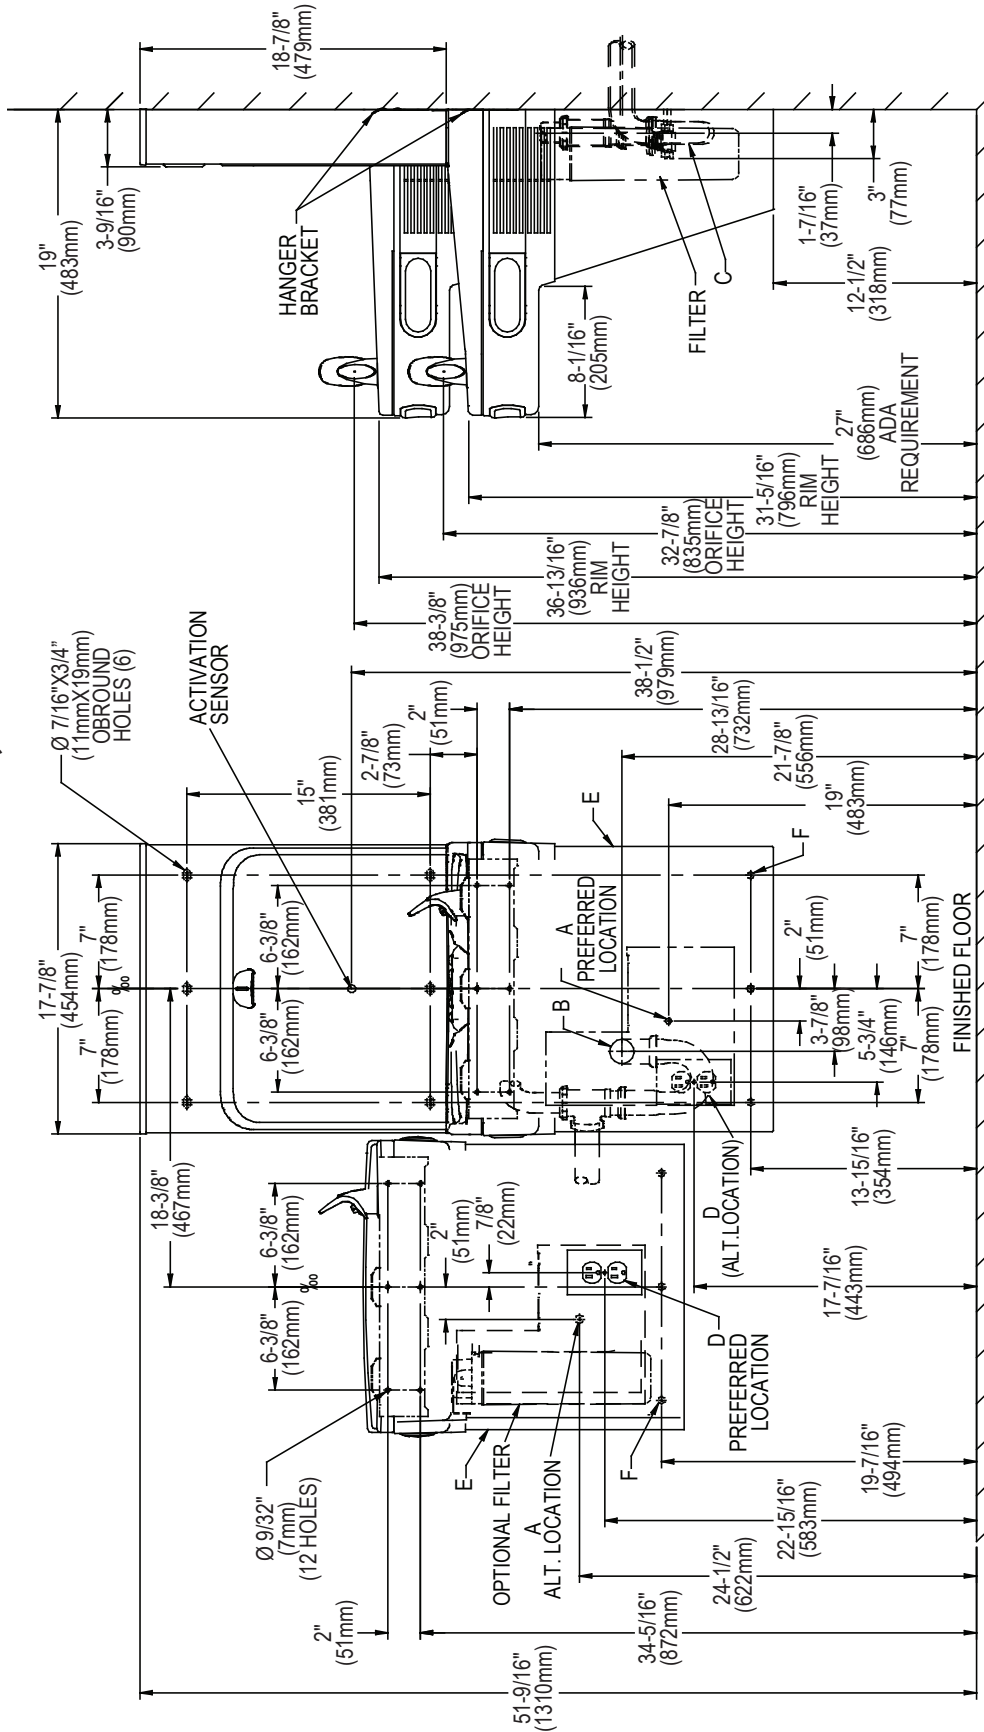 18-7/8"
(479mm)
19"
(483mm)
3-9/16"
(90mm)
HANGER
BRACKET
8-1/16"
(205mm)
FILTER
C
1-7/16"
(37mm)
3"
(77mm)
12-1/2"
(318mm)
27"
(686mm)
ADA
REQUIREMENT
31-5/16"
(796mm)
RIM
HEIGHT
32-7/8"
(835mm)
ORIFICE
HEIGHT
36-13/16"
(936mm)
RIM
HEIGHT
38-3/8"
(975mm)
ORIFICE
HEIGHT
Ø 7/16"X3/4"
(11mmX19mm)
OBROUND
HOLES (6)
ACTIVATION
SENSOR
15"
(381mm)
2-7/8"
(73mm)
2"
(51mm)
38-1/2"
(979mm)
28-13/16"
(732mm)
21-7/8"
(556mm)
19"
(483mm)
17-7/8"
(454mm)
7"
(178mm)
7"
(178mm)
6-3/8"
(162mm)
6-3/8"
(162mm)
E
F
A
PREFERRED
LOCATION
B
2"
(51mm)
3-7/8"
(98mm)
5-3/4"
(146mm)
7"
(178mm)
7"
(178mm)
FINISHED FLOOR
18-3/8"
(467mm)
6-3/8"
(162mm)
6-3/8"
(162mm)
2"
(51mm)
7/8"
(22mm)
D
(ALT.LOCATION)
13-15/16"
(354mm)
17-7/16"
(443mm)
Ø 9/32"
(7mm)
(12 HOLES)
E
OPTIONAL FILTER
A
ALT. LOCATION
F
D
PREFERRED
LOCATION
19-7/16"
(494mm)
22-15/16"
(583mm)
24-1/2"
(622mm)
2"
(51mm)
34-5/16"
(872mm)
51-9/16"
(1310mm)